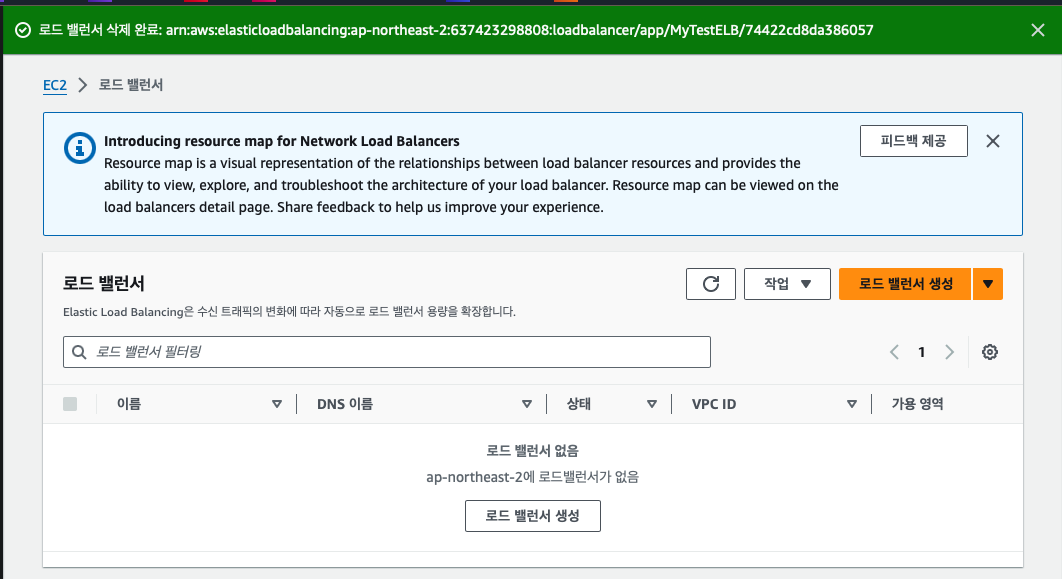 로드 밸런서 삭제 완료: arn:aws:elasticloadbalancing:ap-northeast-2:637423298808:loadbalancer/app/MyTestELB/74422cd8da386057
EC2 로드 밸런서
Introducing resource map for Network Load Balancers
Resource map is a visual representation of the relationships between load balancer resources and provides the
ability to view, explore, and troubleshoot the architecture of your load balancer. Resource map can be viewed on the
load balancers detail page. Share feedback to help us improve your experience.
피드백 제공
로드 밸런서
작업
로드 밸런서 생성
Elastic Load Balancing은 수신 트래픽의 변화에 따라 자동으로 로드 밸런서 용량을 확장합니다.
로드 밸런서 필터링
1
이름 DNS 이름 상태 VPC ID 가용 영역
로드 밸런서 없음
ap-northeast-2에 로드밸런서가 없음
로드 밸런서 생성